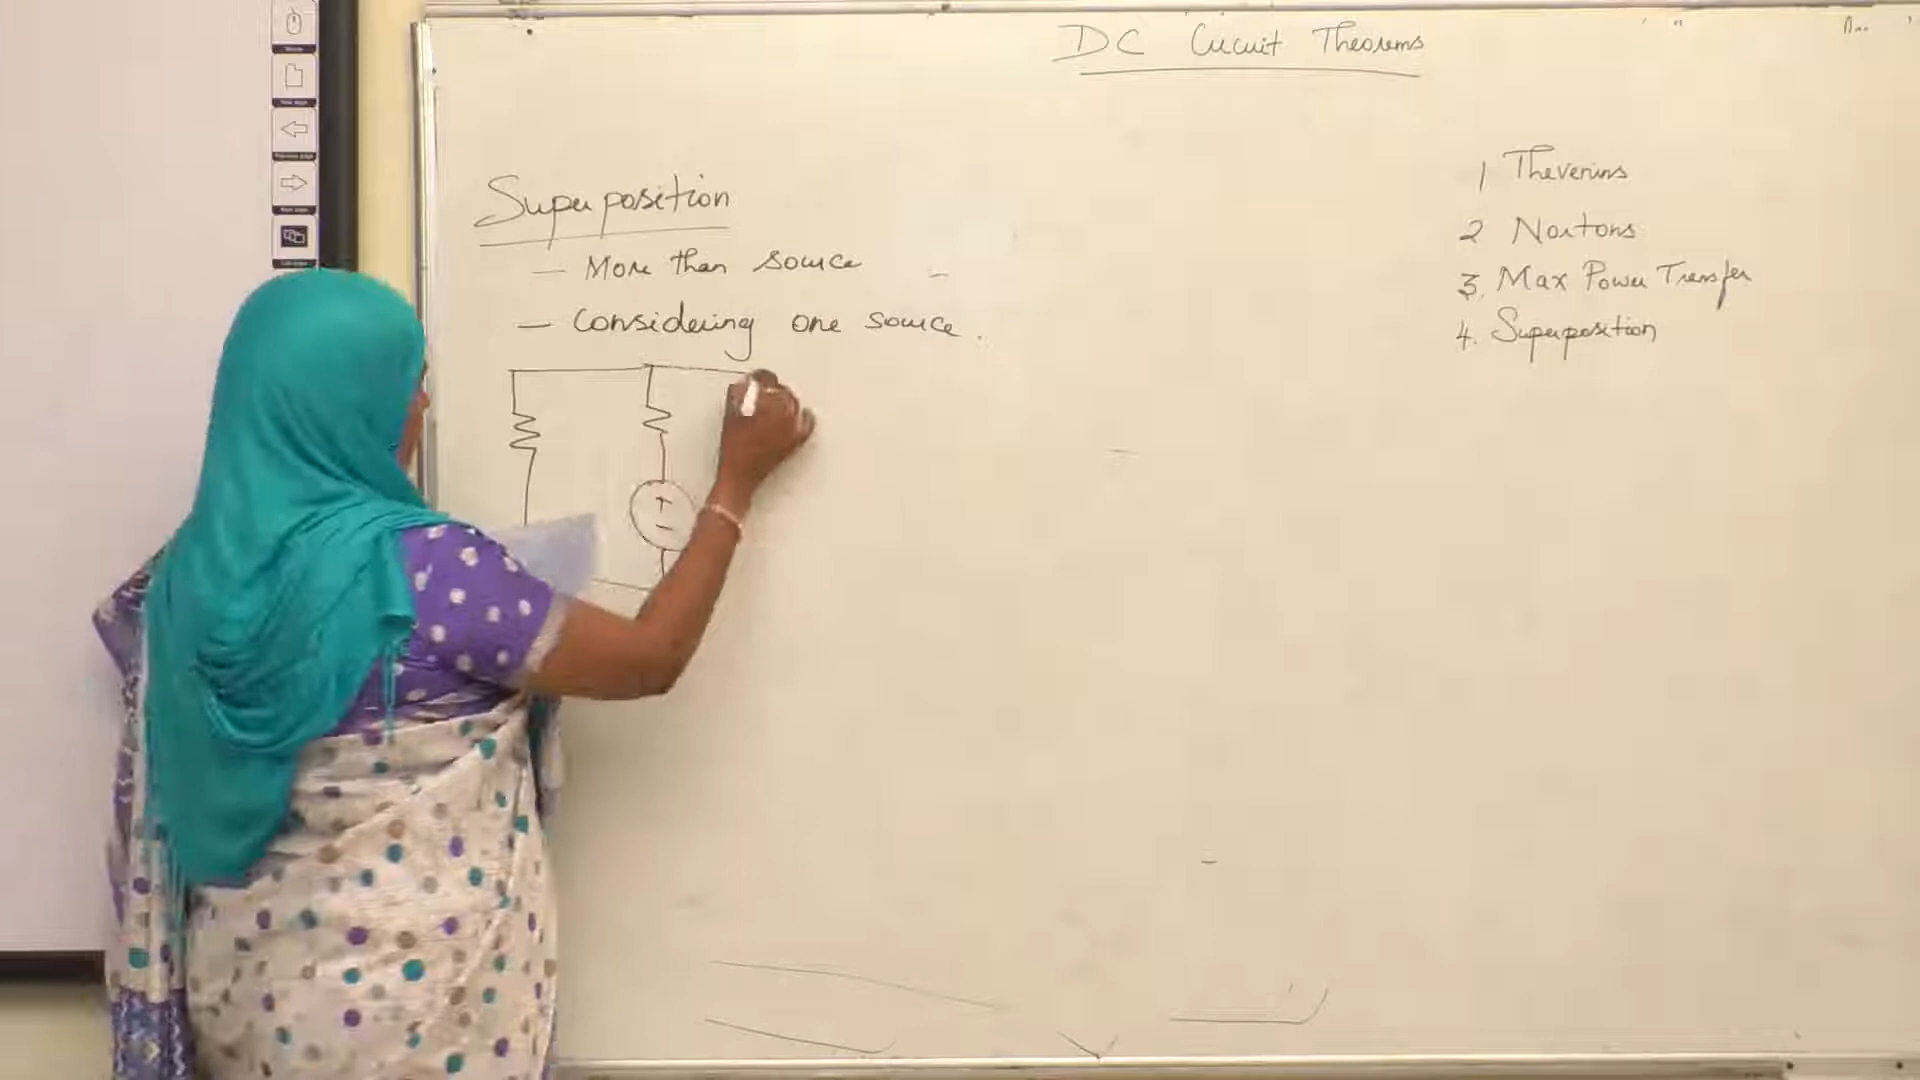 DC Circuit Theorems
Superposition
— More than source
— Considering one source.
+
−
1 Thevenins
2 Nortons
3. Max Power Transfer
4. Superposition